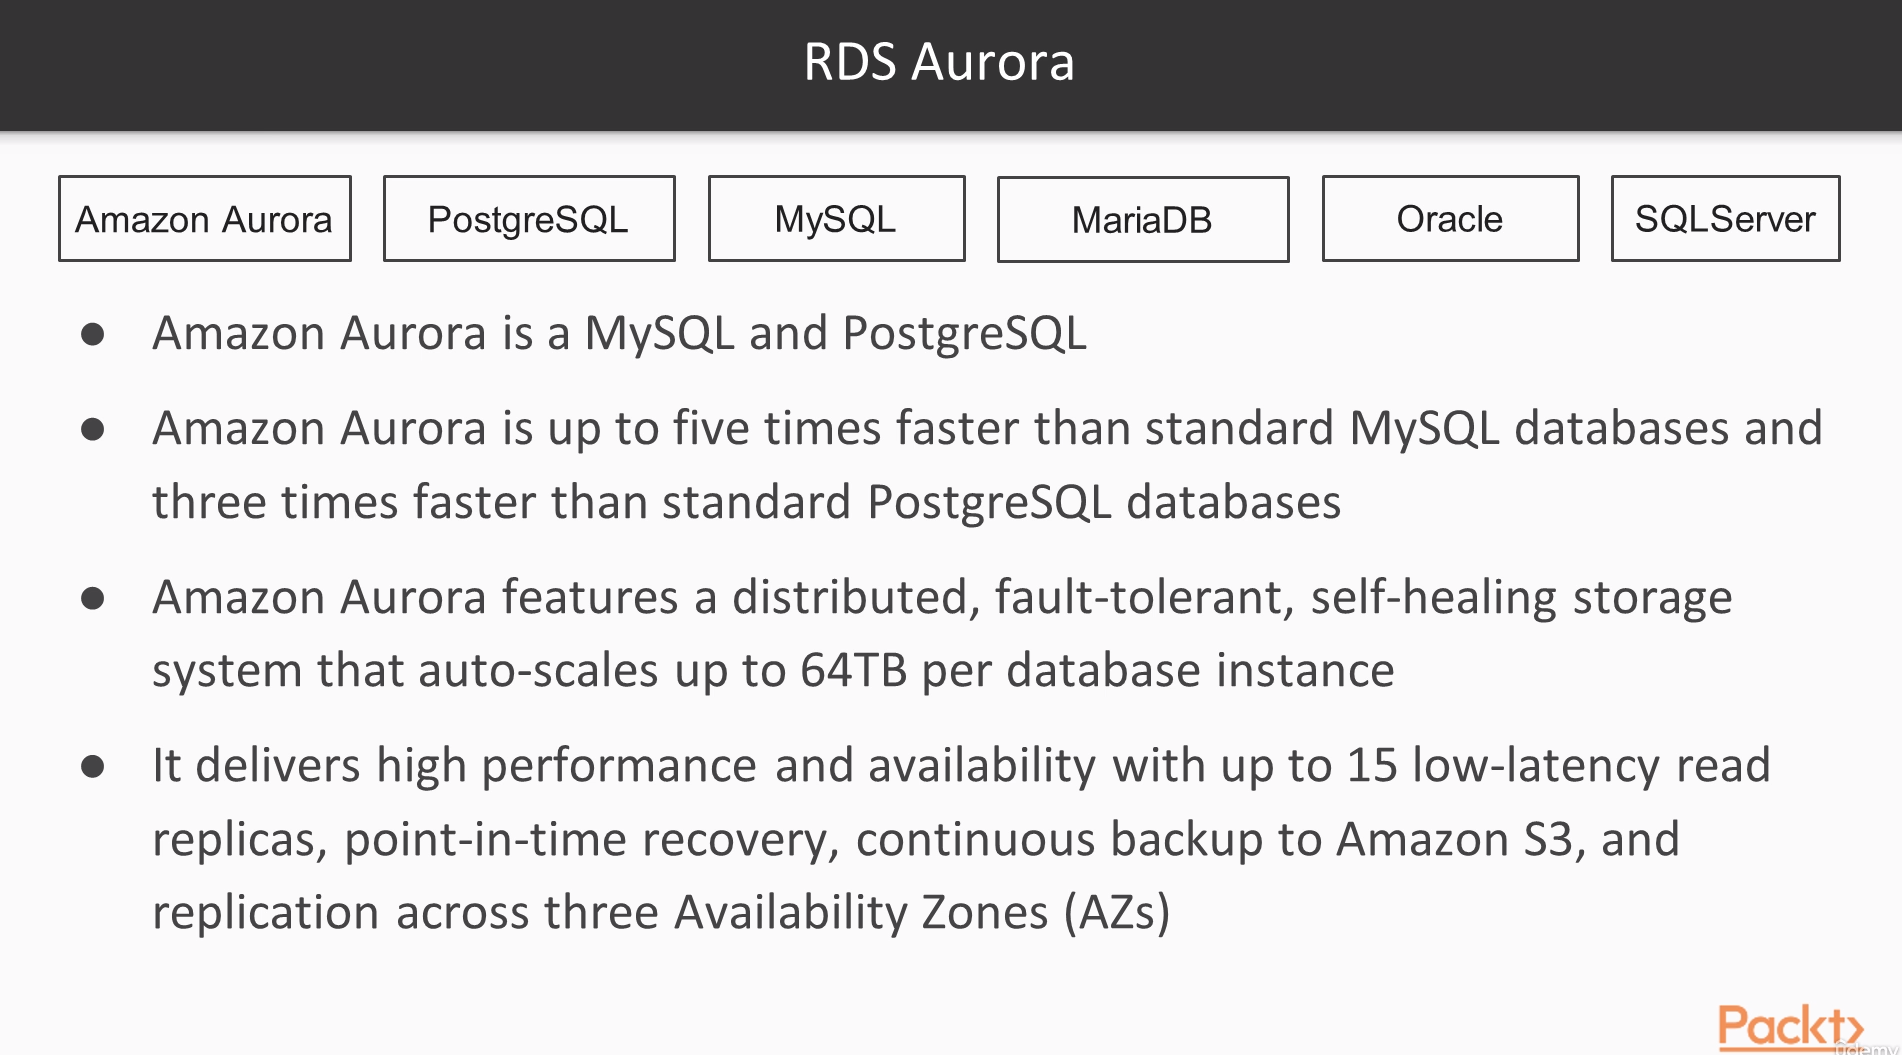 RDS Aurora
Amazon Aurora
PostgreSQL
MySQL
MariaDB
Oracle
SQLServer
● Amazon Aurora is a MySQL and PostgreSQL
● Amazon Aurora is up to five times faster than standard MySQL databases and
three times faster than standard PostgreSQL databases
● Amazon Aurora features a distributed, fault-tolerant, self-healing storage
system that auto-scales up to 64TB per database instance
● It delivers high performance and availability with up to 15 low-latency read
replicas, point-in-time recovery, continuous backup to Amazon S3, and
replication across three Availability Zones (AZs)
Packt
Udemy